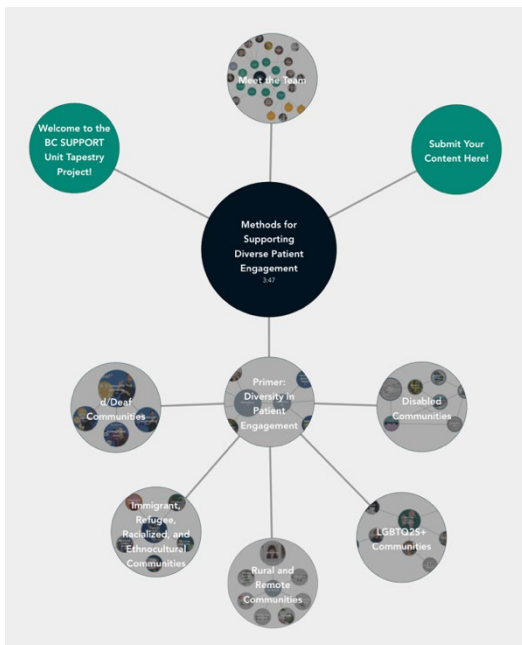 Meet the Team
Welcome to the
BC SUPPORT
Unit Tapestry
Project!
Submit Your
Content Here!
Methods for
Supporting
Diverse Patient
Engagement
3:47
Primer:
Diversity in
Patient
Engagement
d/Deaf
Communities
Disabled
Communities
Immigrant,
Refugee,
Racialized, and
Ethnocultural
Communities
LGBTQ2S+
Communities
Rural and
Remote
Communities